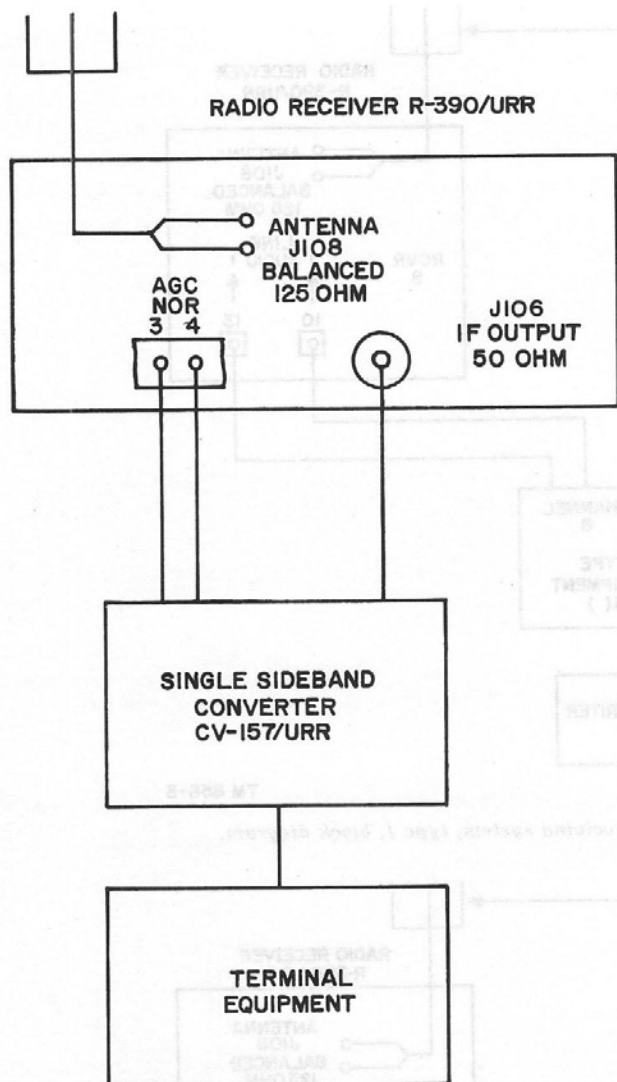 RADIO RECEIVER R-390/URR
ANTENNA
J108
BALANCED
125 OHM
AGC
NOR
3 4
J106
IF OUTPUT
50 OHM
SINGLE SIDEBAND
CONVERTER
CV-157/URR
TERMINAL
EQUIPMENT